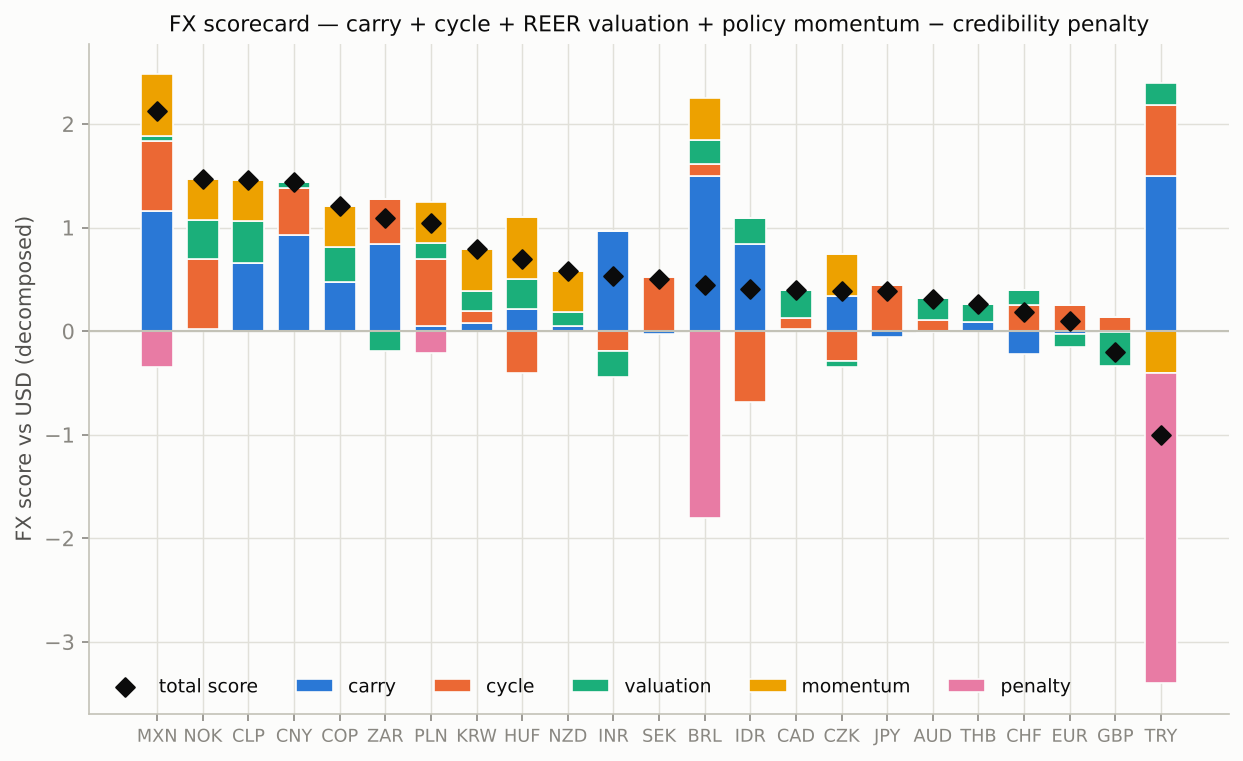 FX scorecard — carry + cycle + REER valuation + policy momentum − credibility penalty
FX score vs USD (decomposed)
2
1
0
−1
−2
−3
total score carry cycle valuation momentum penalty
MXN NOK CLP CNY COP ZAR PLN KRW HUF NZD INR SEK BRL IDR CAD CZK JPY AUD THB CHF EUR GBP TRY